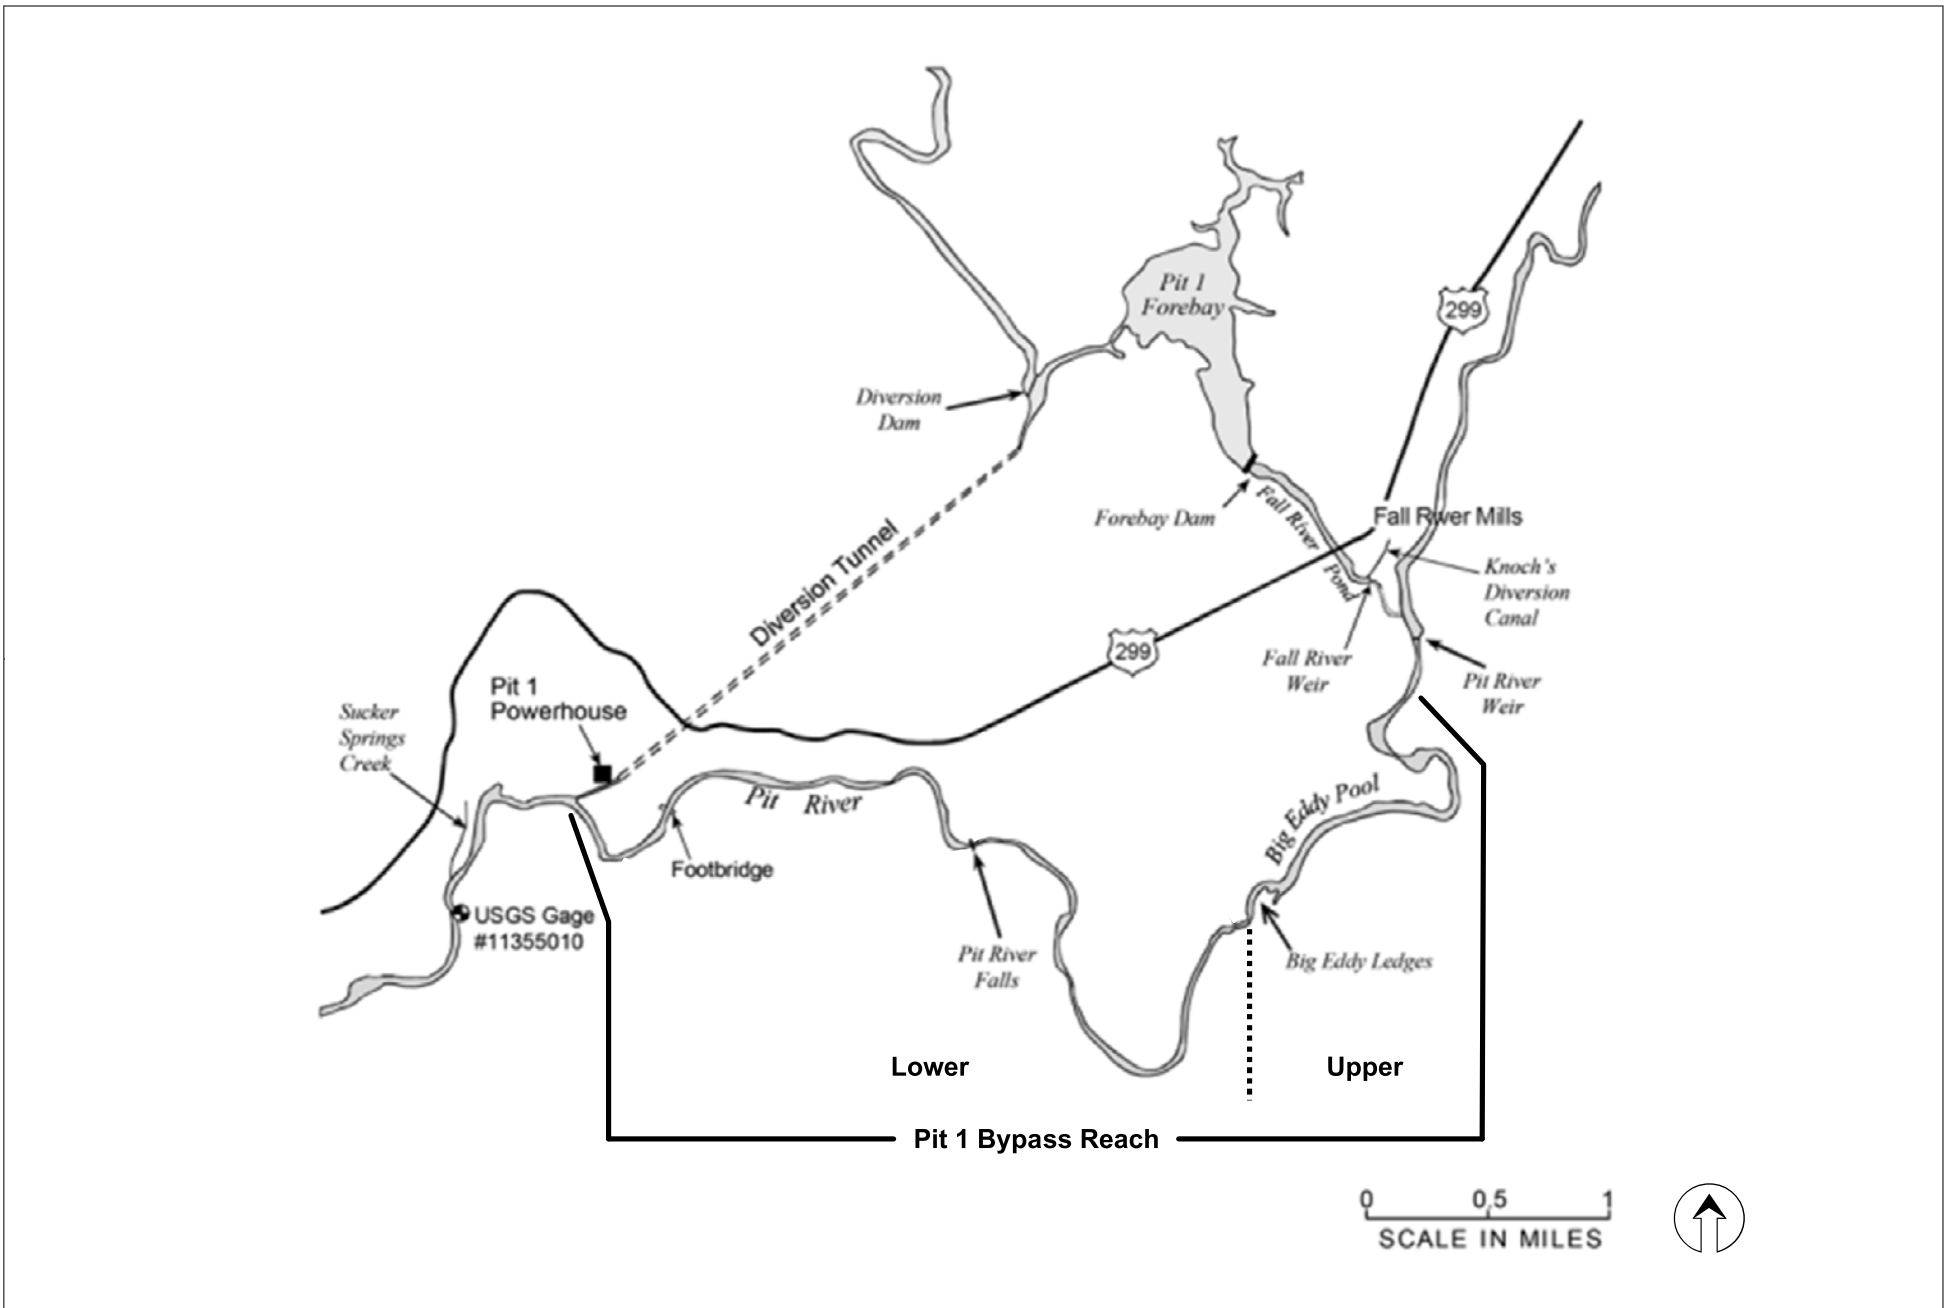 Pit 1
Forebay
299
Diversion
Dam
Forebay Dam
Fall River
Pond
Fall River Mills
Knoch's
Diversion
Canal
Diversion Tunnel
299
Fall River
Weir
Pit River
Weir
Pit 1
Powerhouse
Sucker
Springs
Creek
Pit River
Big Eddy Pool
Footbridge
USGS Gage
#11355010
Pit River
Falls
Big Eddy Ledges
Lower
Upper
Pit 1 Bypass Reach
0 0.5 1
SCALE IN MILES